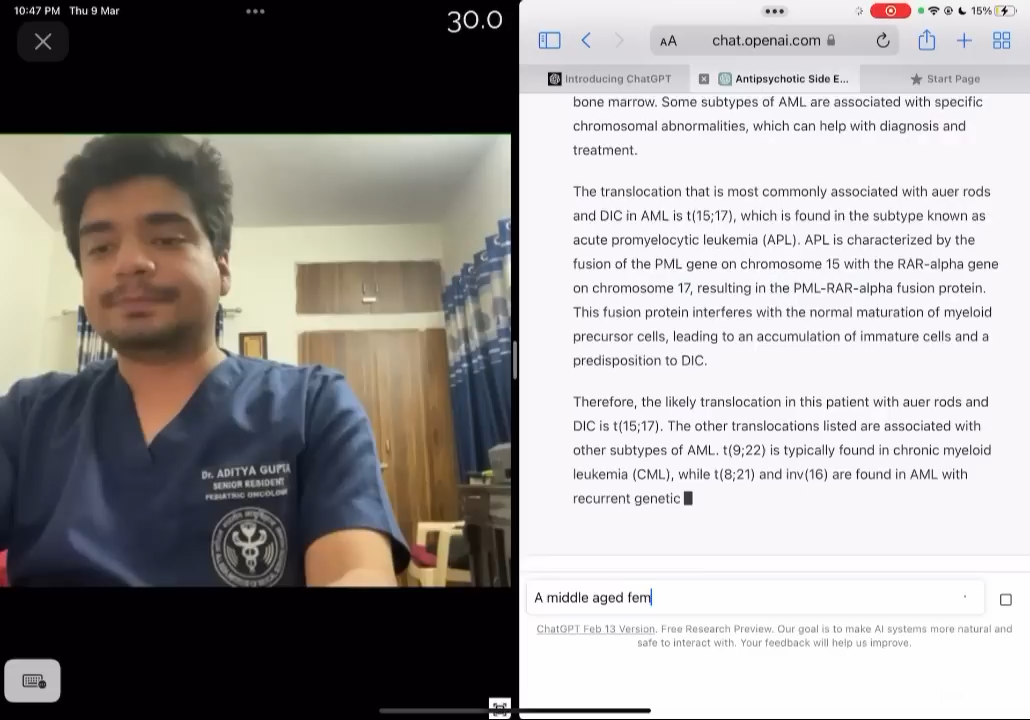 10:47 PM Thu 9 Mar
30.0
Dr. ADITYA GUPTA
SENIOR RESIDENT
PEDIATRIC ONCOLOGY
15%
AA
chat.openai.com
Introducing ChatGPT
Antipsychotic Side E...
Start Page
bone marrow. Some subtypes of AML are associated with specific
chromosomal abnormalities, which can help with diagnosis and
treatment.
The translocation that is most commonly associated with auer rods
and DIC in AML is t(15;17), which is found in the subtype known as
acute promyelocytic leukemia (APL). APL is characterized by the
fusion of the PML gene on chromosome 15 with the RAR-alpha gene
on chromosome 17, resulting in the PML-RAR-alpha fusion protein.
This fusion protein interferes with the normal maturation of myeloid
precursor cells, leading to an accumulation of immature cells and a
predisposition to DIC.
Therefore, the likely translocation in this patient with auer rods and
DIC is t(15;17). The other translocations listed are associated with
other subtypes of AML. t(9;22) is typically found in chronic myeloid
leukemia (CML), while t(8;21) and inv(16) are found in AML with
recurrent genetic
A middle aged fem
ChatGPT Feb 13 Version. Free Research Preview. Our goal is to make AI systems more natural and
safe to interact with. Your feedback will help us improve.